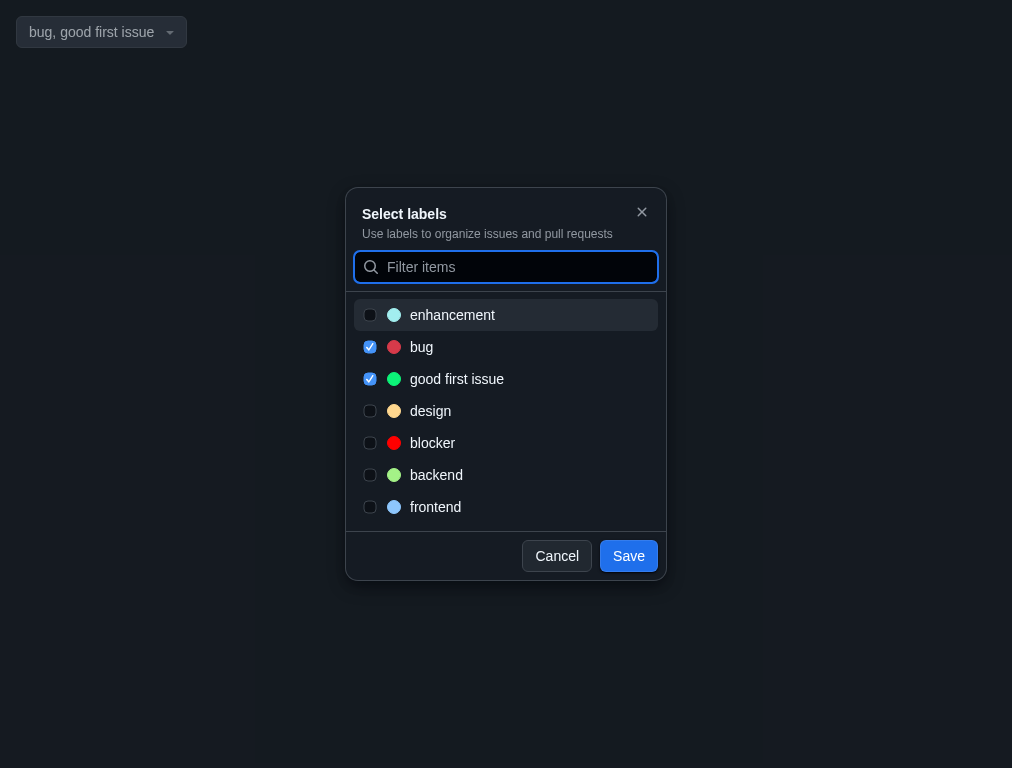 bug, good first issue
Select labels
Use labels to organize issues and pull requests
Filter items
enhancement
bug
good first issue
design
blocker
backend
frontend
Cancel Save